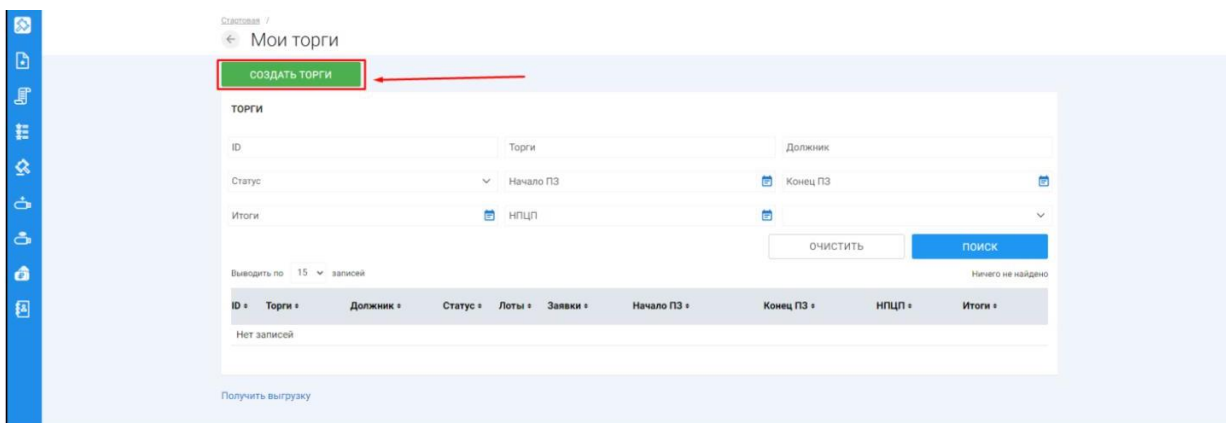 Стартовая /
Мои торги
СОЗДАТЬ ТОРГИ
ТОРГИ
ID Торги Должник
Статус Начало ПЗ Конец ПЗ
Итоги НПЦП
ОЧИСТИТЬ ПОИСК
Выводить по 15 записей Ничего не найдено
ID Торги Должник Статус Лоты Заявки Начало ПЗ Конец ПЗ НПЦП Итоги
Нет записей
Получить выгрузку